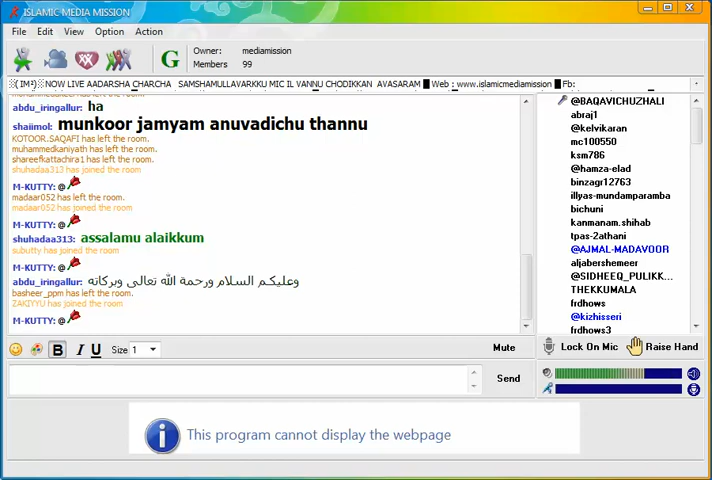 ISLAMIC MEDIA MISSION
File Edit View Option Action
G
Owner: mediamission
Members 99
:|:( IM²) NOW LIVE AADARSHA CHARCHA SAMSHAMULLAVARKKU MIC IL VANNU CHODIKKAN AVASARAM █ Web : www.islamicmediamission █ Fb:
abdu_iringallur: ha
shaiimol: munkoor jamyam anuvadichu thannu
KOTOOR.SAQAFI has left the room.
muhammedkaniyath has left the room.
shareefkattachira1 has left the room.
shuhadaa313 has joined the room
M-KUTTY: @
madaar052 has left the room.
madaar052 has joined the room
M-KUTTY: @
shuhadaa313: assalamu alaikkum
subutty has joined the room
M-KUTTY: @
abdu_iringallur: وعليكم السلام ورحمة الله تعالى وبركاته
basheer_ppm has left the room.
ZAKIYYU has joined the room
M-KUTTY: @
@BAQAVICHUZHALI
abraj1
@kelvikaran
mc100550
ksm786
@hamza-elad
binzagr12763
illyas-mundamparamba
bichuni
kanmanam.shihab
tpas-2athani
@AJMAL-MADAVOOR
aljabershemeer
@SIDHEEQ_PULIKK...
THEKKUMALA
frdhows
@kizhisseri
frdhows3
B I U Size 1 Mute
Lock On Mic Raise Hand
Send
This program cannot display the webpage